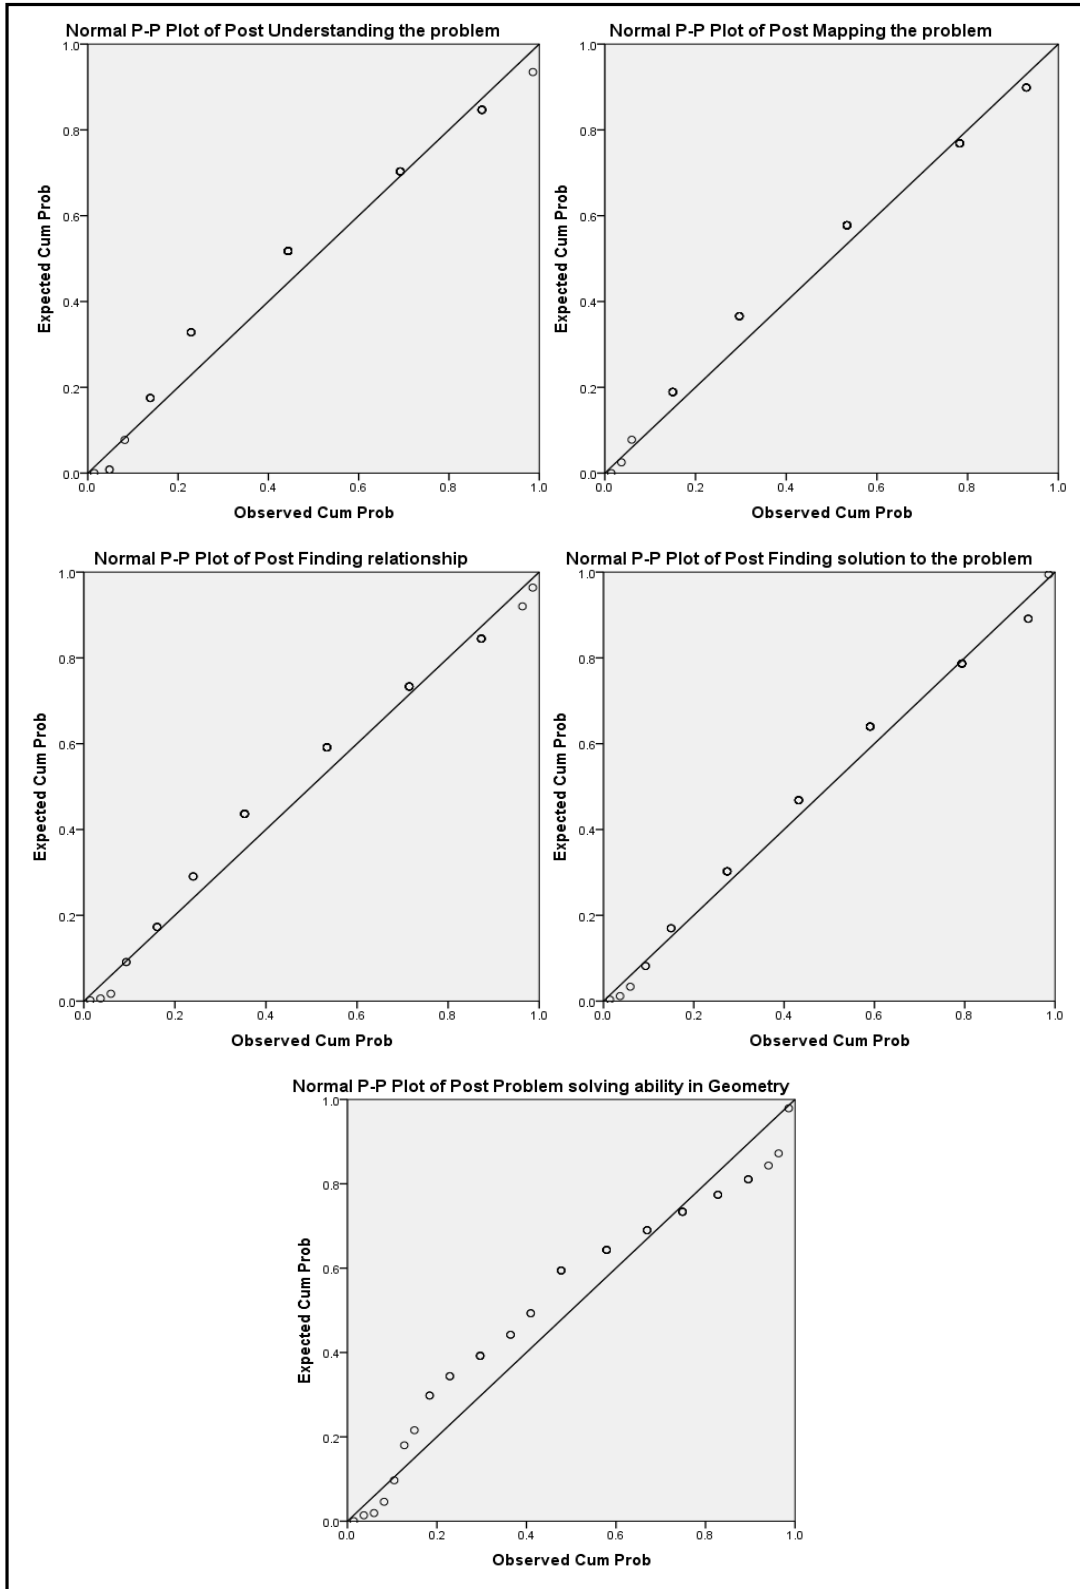 Normal P-P Plot of Post Understanding the problem
1.0
0.8
0.6
0.4
0.2
0.0
Expected Cum Prob
0.0 0.2 0.4 0.6 0.8 1.0
Observed Cum Prob
Normal P-P Plot of Post Mapping the problem
1.0
0.8
0.6
0.4
0.2
0.0
Expected Cum Prob
0.0 0.2 0.4 0.6 0.8 1.0
Observed Cum Prob
Normal P-P Plot of Post Finding relationship
1.0
0.8
0.6
0.4
0.2
0.0
Expected Cum Prob
0.0 0.2 0.4 0.6 0.8 1.0
Observed Cum Prob
Normal P-P Plot of Post Finding solution to the problem
1.0
0.8
0.6
0.4
0.2
0.0
Expected Cum Prob
0.0 0.2 0.4 0.6 0.8 1.0
Observed Cum Prob
Normal P-P Plot of Post Problem solving ability in Geometry
1.0
0.8
0.6
0.4
0.2
0.0
Expected Cum Prob
0.0 0.2 0.4 0.6 0.8 1.0
Observed Cum Prob